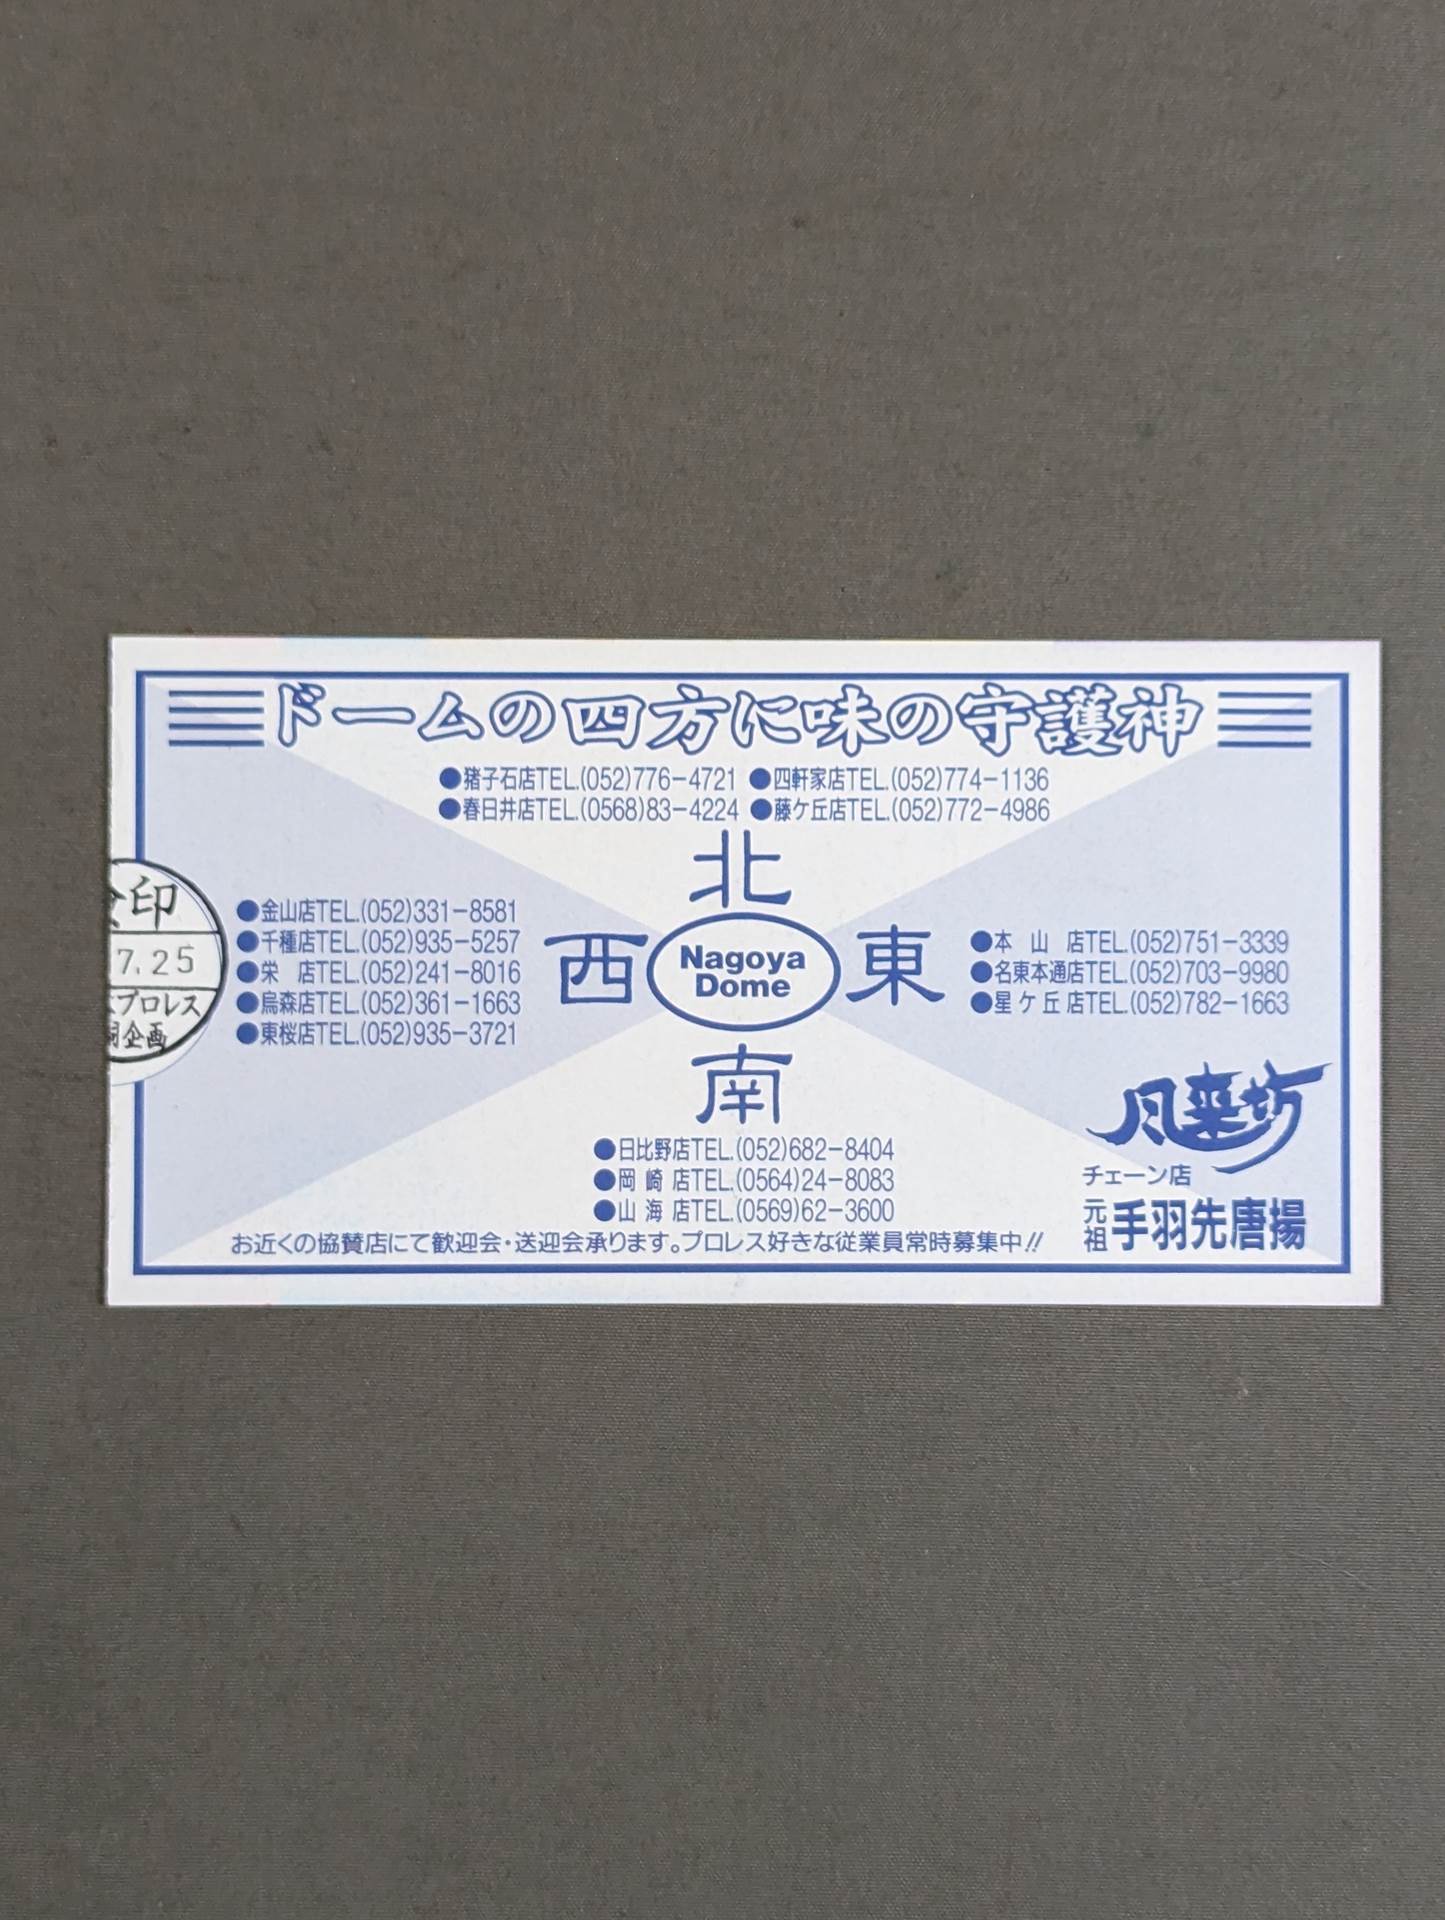 ドームの四方に味の守護神
●猪子石店TEL.(052)776-4721 ●四軒家店TEL.(052)774-1136
●春日井店TEL.(0568)83-4224 ●藤ケ丘店TEL.(052)772-4986
北
西
Nagoya
Dome
東
南
印
7.25
プロレス
企画
●金山店TEL.(052)331-8581
●千種店TEL.(052)935-5257
●栄 店TEL.(052)241-8016
●烏森店TEL.(052)361-1663
●東桜店TEL.(052)935-3721
●本山 店TEL.(052)751-3339
●名東本通店TEL.(052)703-9980
●星ケ丘店TEL.(052)782-1663
●日比野店TEL.(052)682-8404
●岡崎店TEL.(0564)24-8083
●山海店TEL.(0569)62-3600
お近くの協賛店にて歓迎会・送迎会承ります。プロレス好きな従業員常時募集中!!
風来坊
チェーン店
元祖 手羽先唐揚